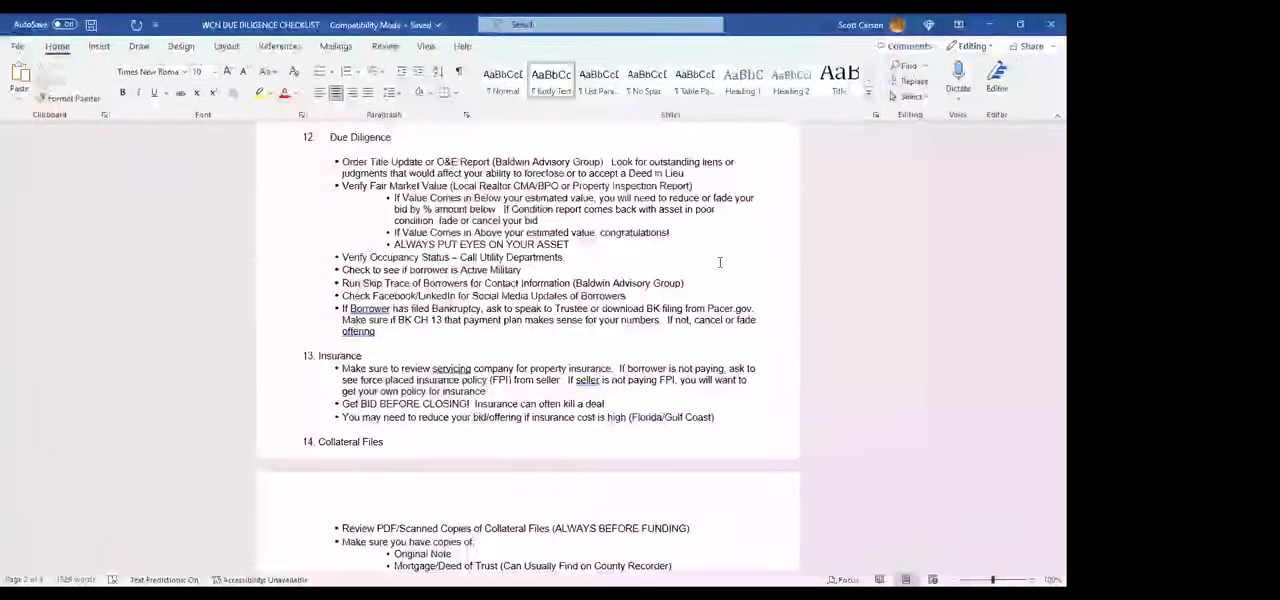 AutoSave On WCN DUE DILIGENCE CHECKLIST - Compatibility Mode • Saved Search Scott Carson
File Home Insert Draw Design Layout References Mailings Review View Help Comments Editing Share
Paste Format Painter Times New Roma 10 Find Replace Select Dictate Editor
B I U ab x x A A
AaBbCcD AaBbCc AaBbCcD AaBbCcD AaBbCcD AaBbC AaBbCc AaB
Normal Body Text List Para... No Spac... Table Pa... Heading 1 Heading 2 Title
Clipboard Font Paragraph Styles Editing Voice Editor
12. Due Diligence
• Order Title Update or O&E Report (Baldwin Advisory Group) Look for outstanding liens or
judgments that would affect your ability to foreclose or to accept a Deed in Lieu
• Verify Fair Market Value (Local Realtor CMA/BPO or Property Inspection Report)
• If Value Comes in Below your estimated value, you will need to reduce or fade your
bid by % amount below If Condition report comes back with asset in poor
condition fade or cancel your bid
• If Value Comes in Above your estimated value, congratulations!
• ALWAYS PUT EYES ON YOUR ASSET
• Verify Occupancy Status – Call Utility Departments
• Check to see if borrower is Active Military
• Run Skip Trace of Borrowers for Contact Information (Baldwin Advisory Group)
• Check Facebook/LinkedIn for Social Media Updates of Borrowers
• If Borrower has filed Bankruptcy, ask to speak to Trustee or download BK filing from Pacer.gov.
Make sure if BK CH 13 that payment plan makes sense for your numbers. If not, cancel or fade
offering
13. Insurance
• Make sure to review servicing company for property insurance. If borrower is not paying, ask to
see force placed insurance policy (FPI) from seller If seller is not paying FPI, you will want to
get your own policy for insurance
• Get BID BEFORE CLOSING! Insurance can often kill a deal
• You may need to reduce your bid/offering if insurance cost is high (Florida/Gulf Coast)
14. Collateral Files
• Review PDF/Scanned Copies of Collateral Files (ALWAYS BEFORE FUNDING)
• Make sure you have copies of:
• Original Note
• Mortgage/Deed of Trust (Can Usually Find on County Recorder)
Page 2 of 4 1529 words Text Predictions: On Accessibility: Unavailable Focus 100%